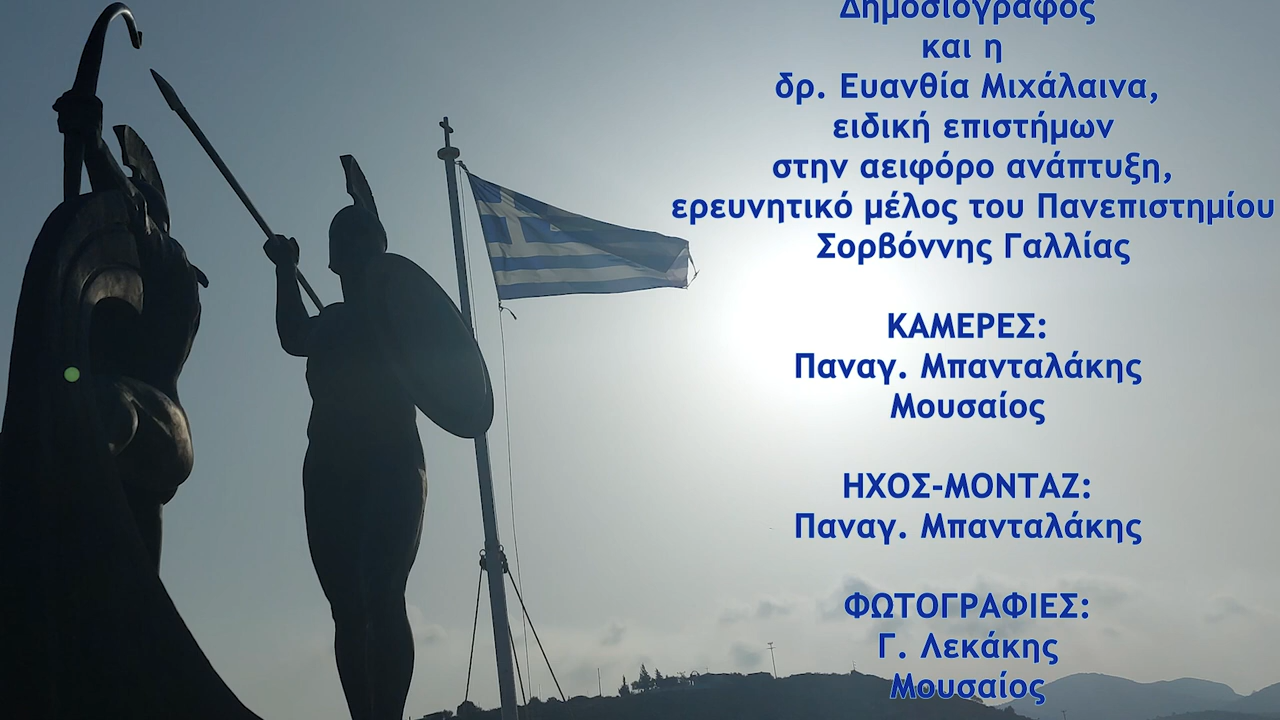 Δημοσιογράφος
και η
δρ. Ευανθία Μιχάλαινα,
ειδική επιστήμων
στην αειφόρο ανάπτυξη,
ερευνητικό μέλος του Πανεπιστημίου
Σορβόννης Γαλλίας
ΚΑΜΕΡΕΣ:
Παναγ. Μπανταλάκης
Μουσαίος
ΗΧΟΣ-ΜΟΝΤΑΖ:
Παναγ. Μπανταλάκης
ΦΩΤΟΓΡΑΦΙΕΣ:
Γ. Λεκάκης
Μουσαίος